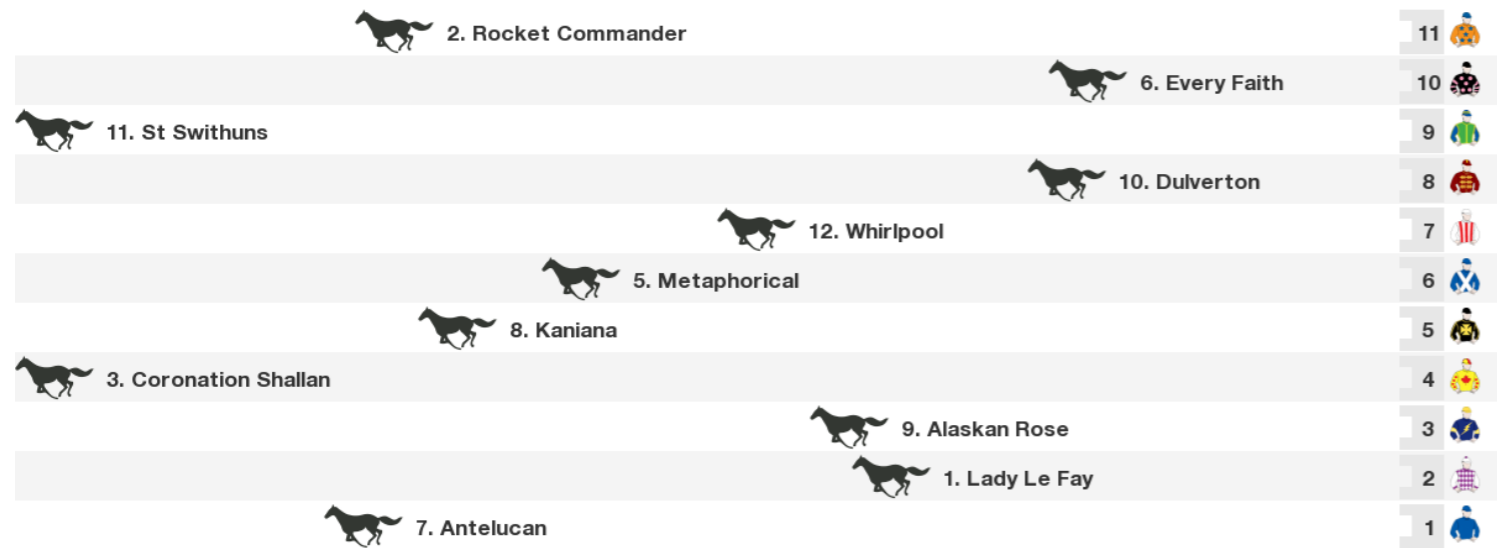 2. Rocket Commander 11
6. Every Faith 10
11. St Swithuns 9
10. Dulverton 8
12. Whirlpool 7
5. Metaphorical 6
8. Kaniana 5
3. Coronation Shallan 4
9. Alaskan Rose 3
1. Lady Le Fay 2
7. Antelucan 1